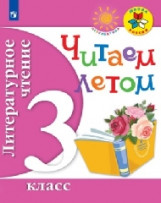 Литературное
чтение
Читаем
летом
3
класс